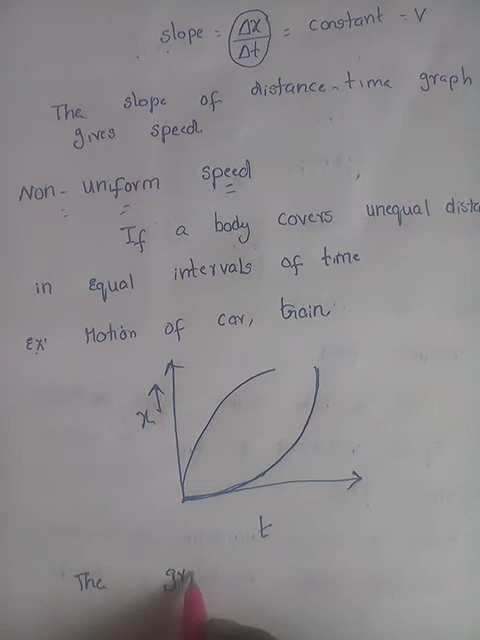 slope = Δx/Δt = constant = V
The slope of distance-time graph
gives speed.
Non-uniform speed
If a body covers unequal dista
in equal intervals of time
Ex: Motion of car, train
x
t
The gr